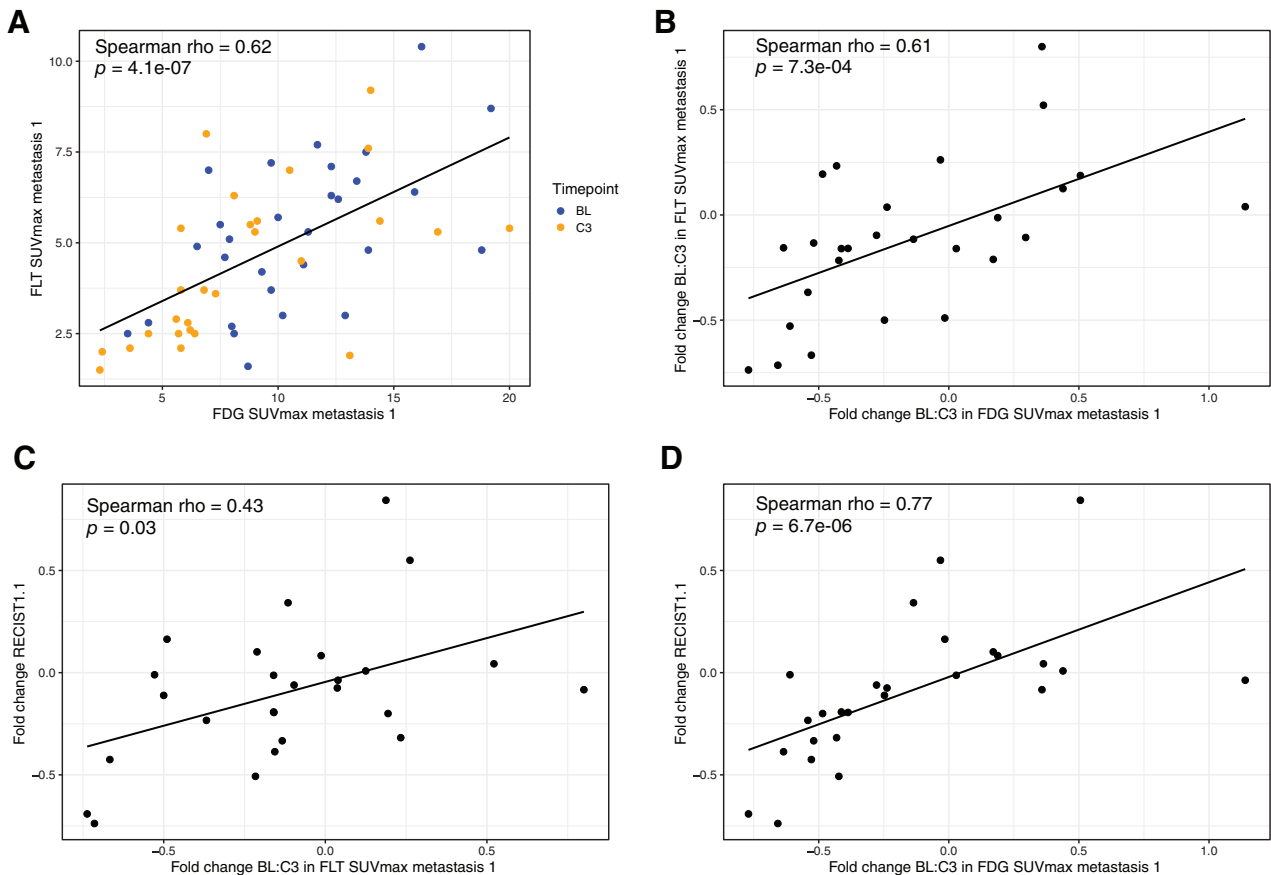 A
Spearman rho = 0.62
p = 4.1e-07
10.0
7.5
5.0
2.5
FLT SUVmax metastasis 1
5
10
15
20
FDG SUVmax metastasis 1
Timepoint
BL
C3
B
Spearman rho = 0.61
p = 7.3e-04
0.5
0.0
−0.5
Fold change BL:C3 in FLT SUVmax metastasis 1
−0.5
0.0
0.5
1.0
Fold change BL:C3 in FDG SUVmax metastasis 1
C
Spearman rho = 0.43
p = 0.03
0.5
0.0
−0.5
Fold change RECIST1.1
−0.5
0.0
0.5
Fold change BL:C3 in FLT SUVmax metastasis 1
D
Spearman rho = 0.77
p = 6.7e-06
0.5
0.0
−0.5
Fold change RECIST1.1
−0.5
0.0
0.5
1.0
Fold change BL:C3 in FDG SUVmax metastasis 1